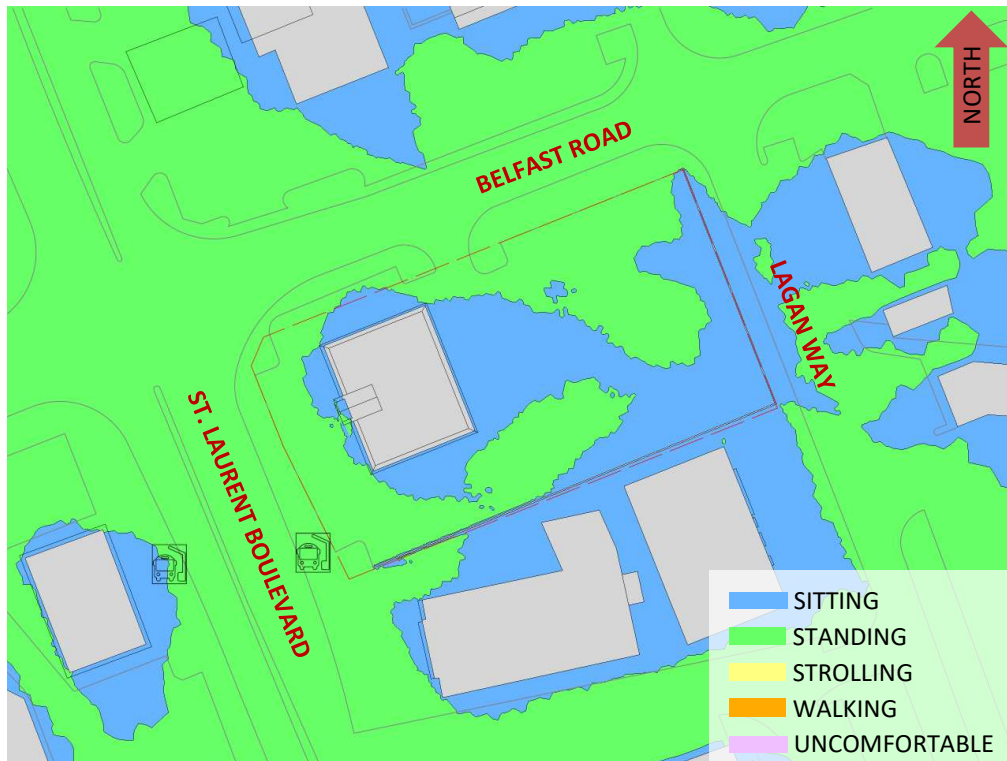 NORTH
BELFAST ROAD
LAGAN WAY
ST. LAURENT BOULEVARD
SITTING
STANDING
STROLLING
WALKING
UNCOMFORTABLE